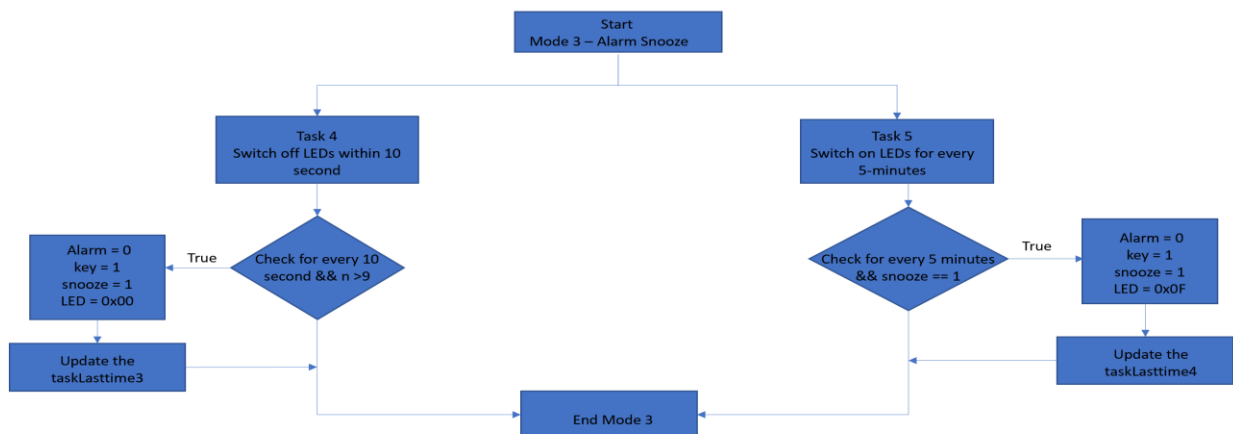 Start
Mode 3 – Alarm Snooze
Task 4
Switch off LEDs within 10
second
Task 5
Switch on LEDs for every
5-minutes
Check for every 10
second && n >9
True
Alarm = 0
key = 1
snooze = 1
LED = 0x00
Update the
taskLasttime3
Check for every 5 minutes
&& snooze == 1
True
Alarm = 0
key = 1
snooze = 1
LED = 0x0F
Update the
taskLasttime4
End Mode 3